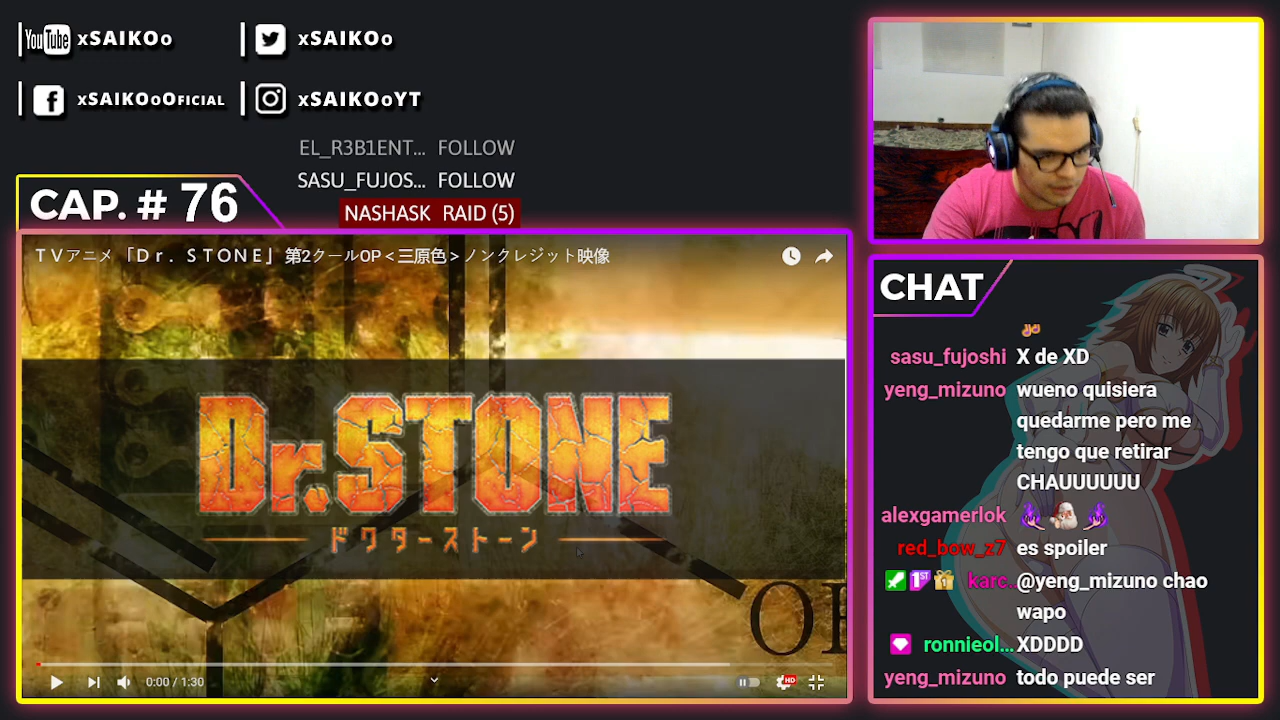 YouTube xSAIKOo
xSAIKOo
xSAIKOoOficial
xSAIKOoYT
EL_R3B1ENT... FOLLOW
SASU_FUJOS... FOLLOW
NASHASK RAID (5)
CAP. # 76
TVアニメ「Dr. STONE」第2クールOP＜三原色＞ノンクレジット映像
Dr.STONE
ドクターストーン
0:00 / 1:30
HD
CHAT
sasu_fujoshi X de XD
yeng_mizuno wueno quisiera
quedarme pero me
tengo que retirar
CHAUUUUUU
alexgamerlok
red_bow_z7 es spoiler
1ST karc... @yeng_mizuno chao
wapo
ronnieol... XDDDD
yeng_mizuno todo puede ser